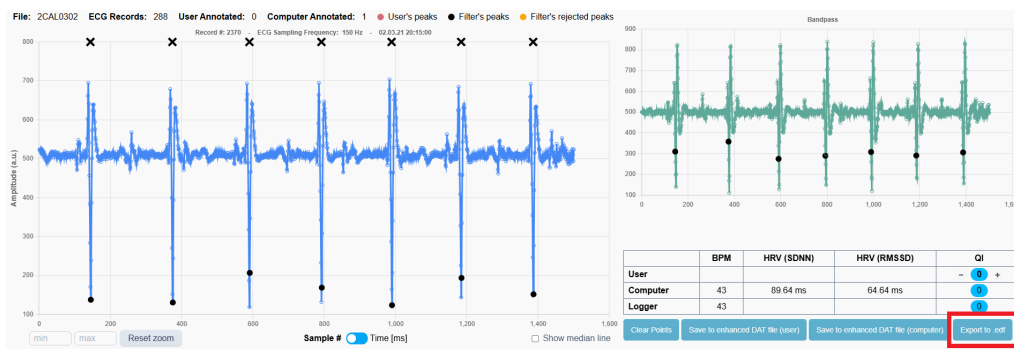 File: 2CAL0302 ECG Records: 288 User Annotated: 0 Computer Annotated: 1 User's peaks Filter's peaks Filter's rejected peaks
Record #: 2370 - ECG Sampling Frequency: 150 Hz - 02.03.21 20:15:00
800
700
600
500
400
300
200
100
Amplitude (a.u.)
0 200 400 600 800 1,000 1,200 1,400 1,600
min max Reset zoom Sample # Time [ms] Show median line
Bandpass
900
800
700
600
500
400
300
200
100
0 200 400 600 800 1,000 1,200 1,400 1,6
BPM HRV (SDNN) HRV (RMSSD) QI
User - 0 +
Computer 43 89.64 ms 64.64 ms 0
Logger 43 0
Clear Points Save to enhanced DAT file (user) Save to enhanced DAT file (computer) Export to .edf